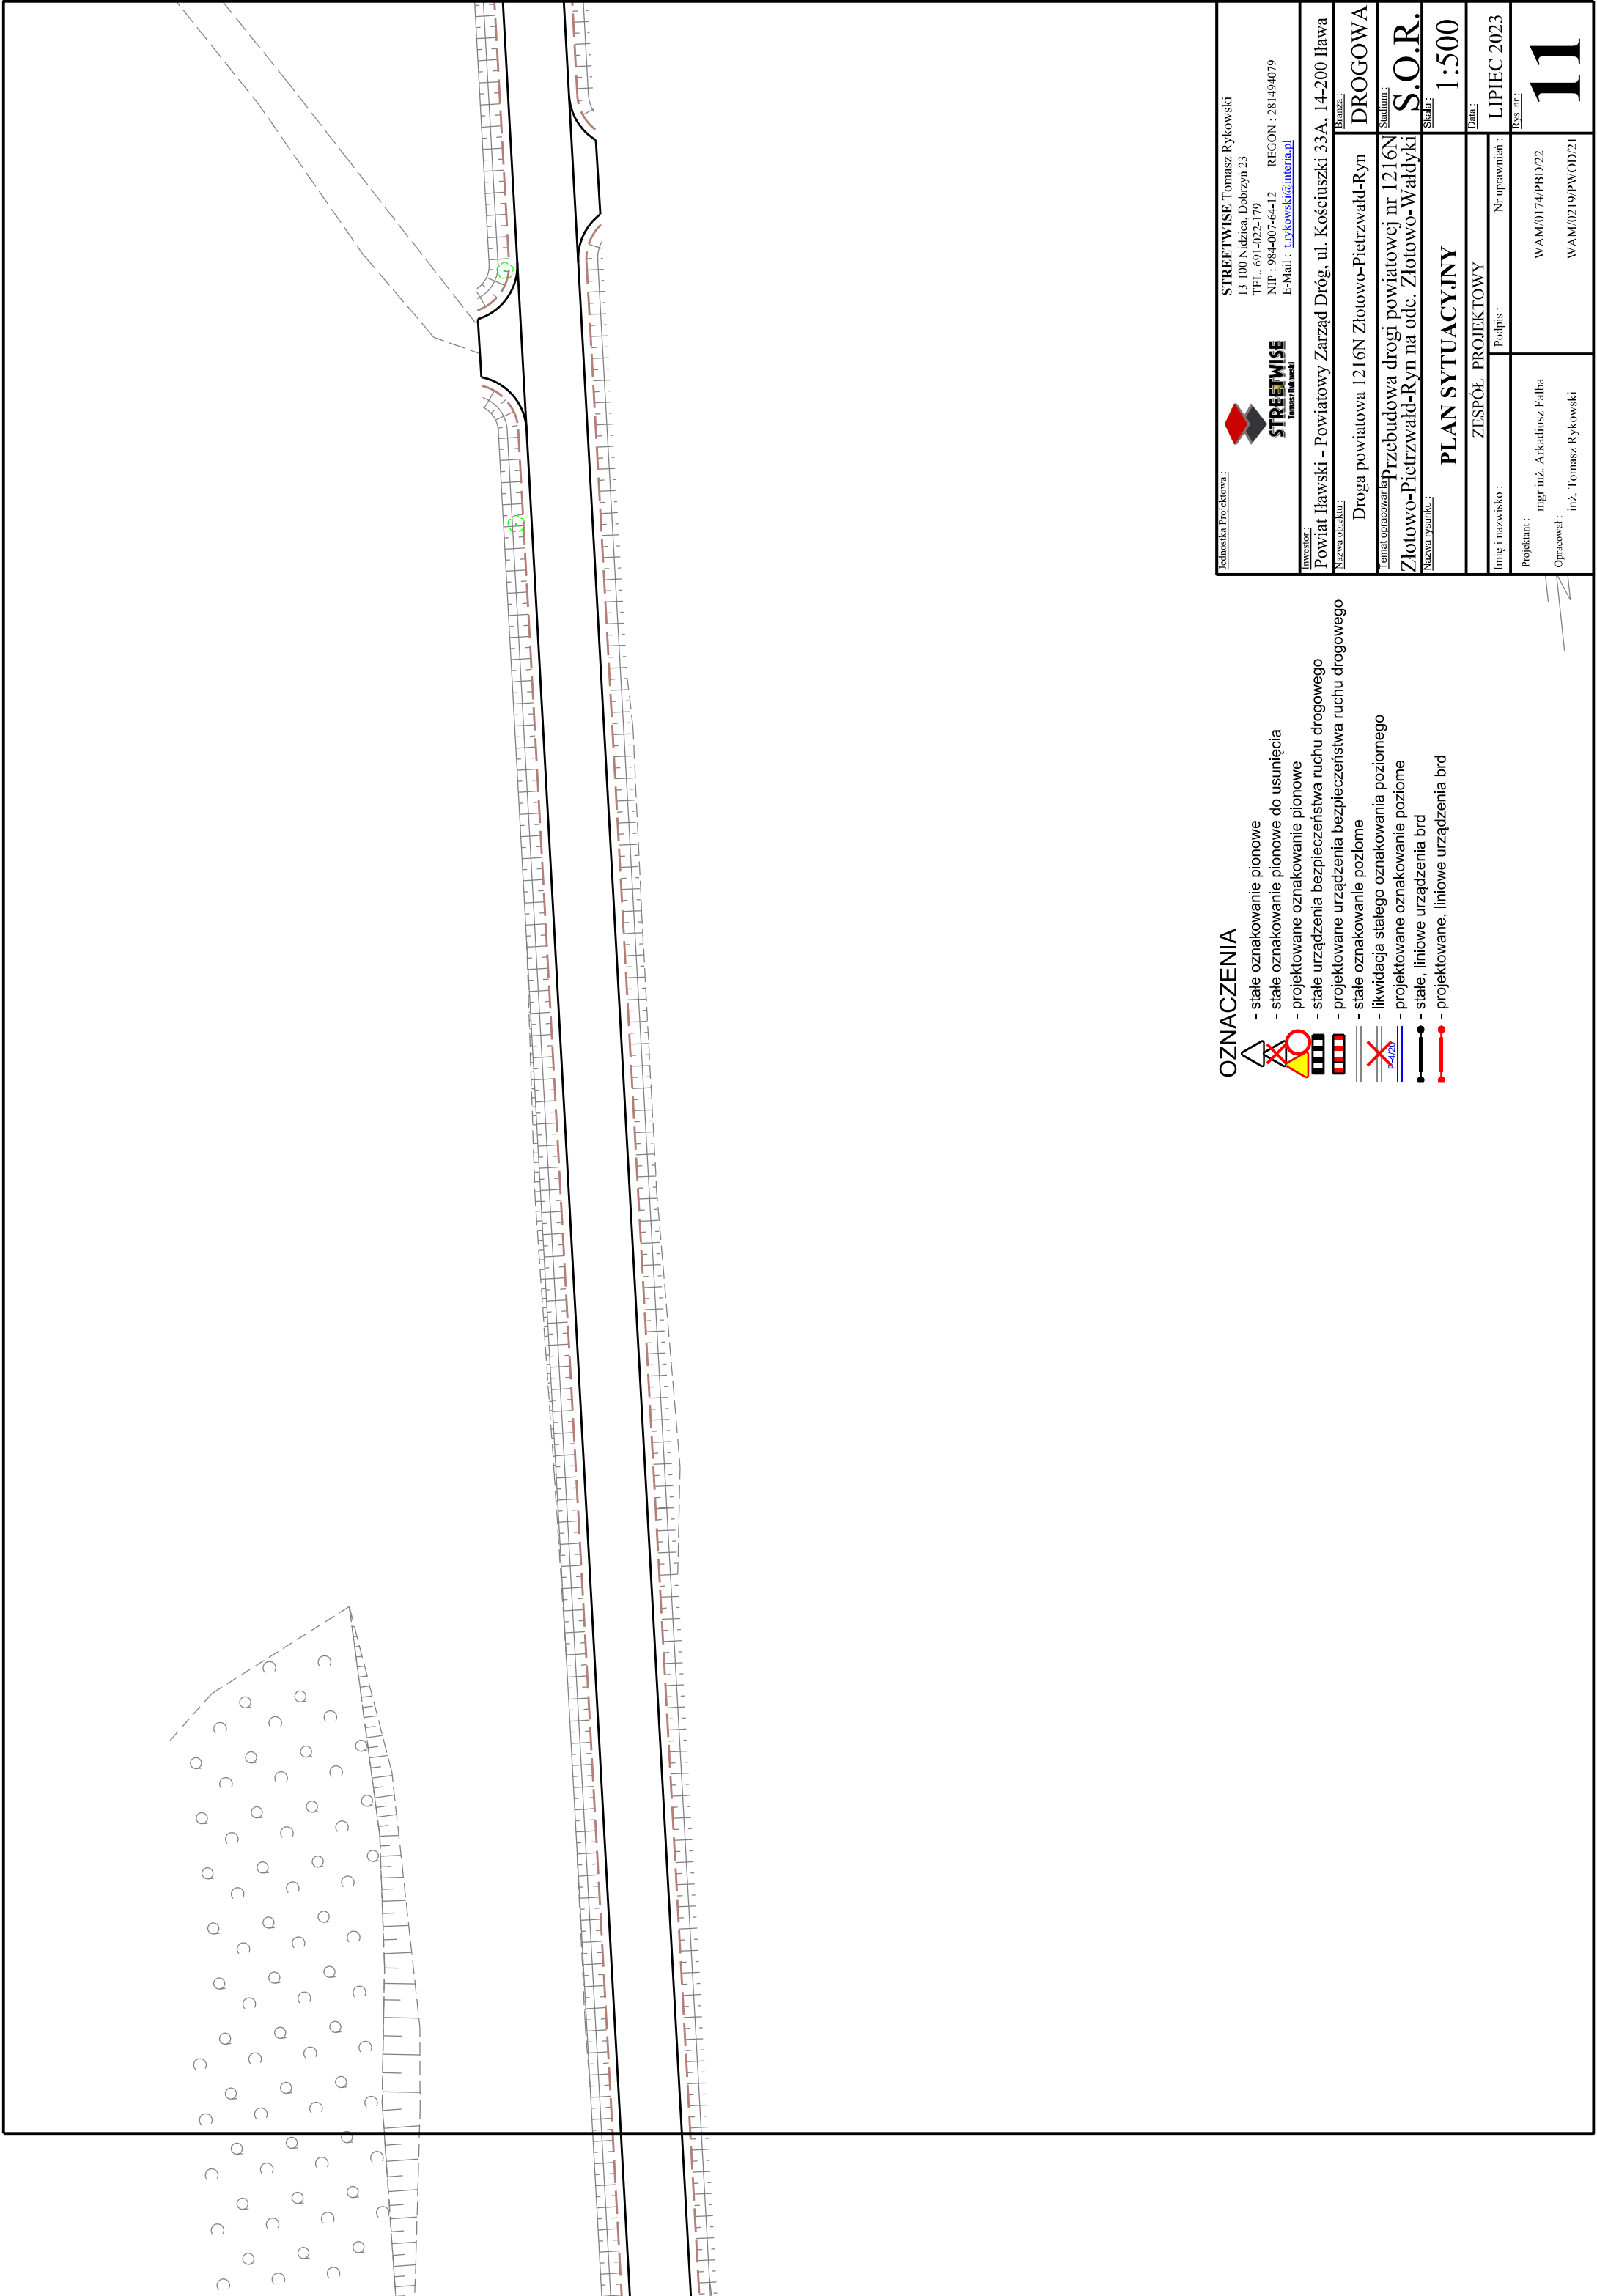 OZNACZENIA
- stałe oznakowanie pionowe
- stałe oznakowanie pionowe do usunięcia
- projektowane oznakowanie pionowe
- stałe urządzenia bezpieczeństwa ruchu drogowego
- projektowane urządzenia bezpieczeństwa ruchu drogowego
- stałe oznakowanie poziome
- likwidacja stałego oznakowania poziomego
P-4/20
- projektowane oznakowanie poziome
- stałe, liniowe urządzenia brd
- projektowane, liniowe urządzenia brd
Jednostka Projektowa :
STREETWISE
Tomasz Rykowski
STREETWISE Tomasz Rykowski
13-100 Nidzica, Dobrzyń 23
TEL. 691-022-179
NIP : 984-007-64-12 REGON : 281494079
E-Mail : t.rykowski@interia.pl
Inwestor :
Powiat Iławski - Powiatowy Zarząd Dróg, ul. Kościuszki 33A, 14-200 Iława
Nazwa obiektu :
Droga powiatowa 1216N Złotowo-Pietrzwałd-Ryn
Branża :
DROGOWA
Temat opracowania :
Przebudowa drogi powiatowej nr 1216N
Złotowo-Pietrzwałd-Ryn na odc. Złotowo-Wałdyki
Stadium :
S.O.R.
Nazwa rysunku :
PLAN SYTUACYJNY
Skala :
1:500
ZESPÓŁ PROJEKTOWY
Data :
LIPIEC 2023
Imię i nazwisko :
Podpis :
Nr uprawnień :
Rys. nr :
11
Projektant :
mgr inż. Arkadiusz Falba
WAM/0174/PBD/22
Opracował :
inż. Tomasz Rykowski
WAM/0219/PWOD/21